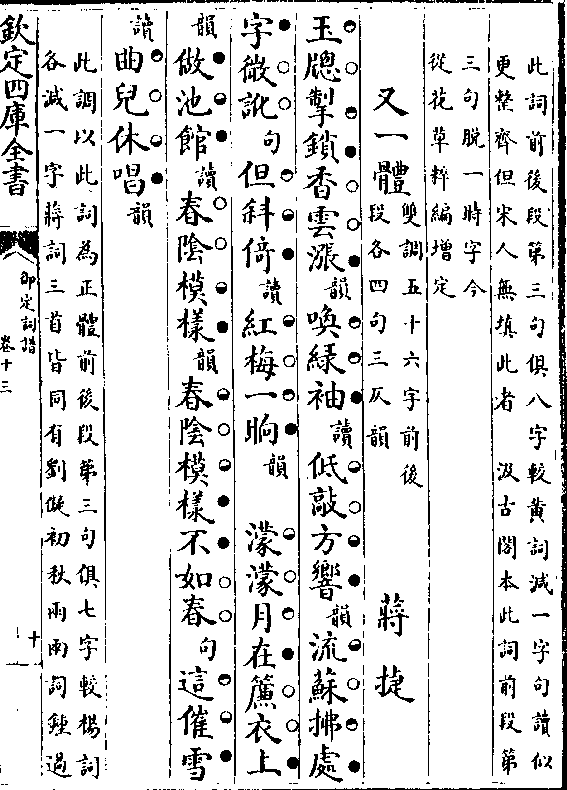 此詞前後段第三句俱八字較黄詞減一字句讀似
更整齊但宋人無填此者　汲古閣本此詞前段第
三句脱一時字今
從花草粹編增定
又一體
雙調五十六字前後
段各四句三仄韻
蔣捷
玉牕掣鎖香雲漲韻喚綠袖讀低敲方響韻流蘇拂處
字微訛句但斜倚讀紅梅一晌韻　濛濛月在簾衣上
韻做池館讀春陰模樣韻春陰模樣不如春句這催雪
讀曲兒休唱韻
此調以此詞為正體前後段第三句俱七字較楊詞
各減一字蔣詞三首皆同有劉儗初秋雨雨詞鍾過
欽定四庫全書
御定詞譜
卷十三
十